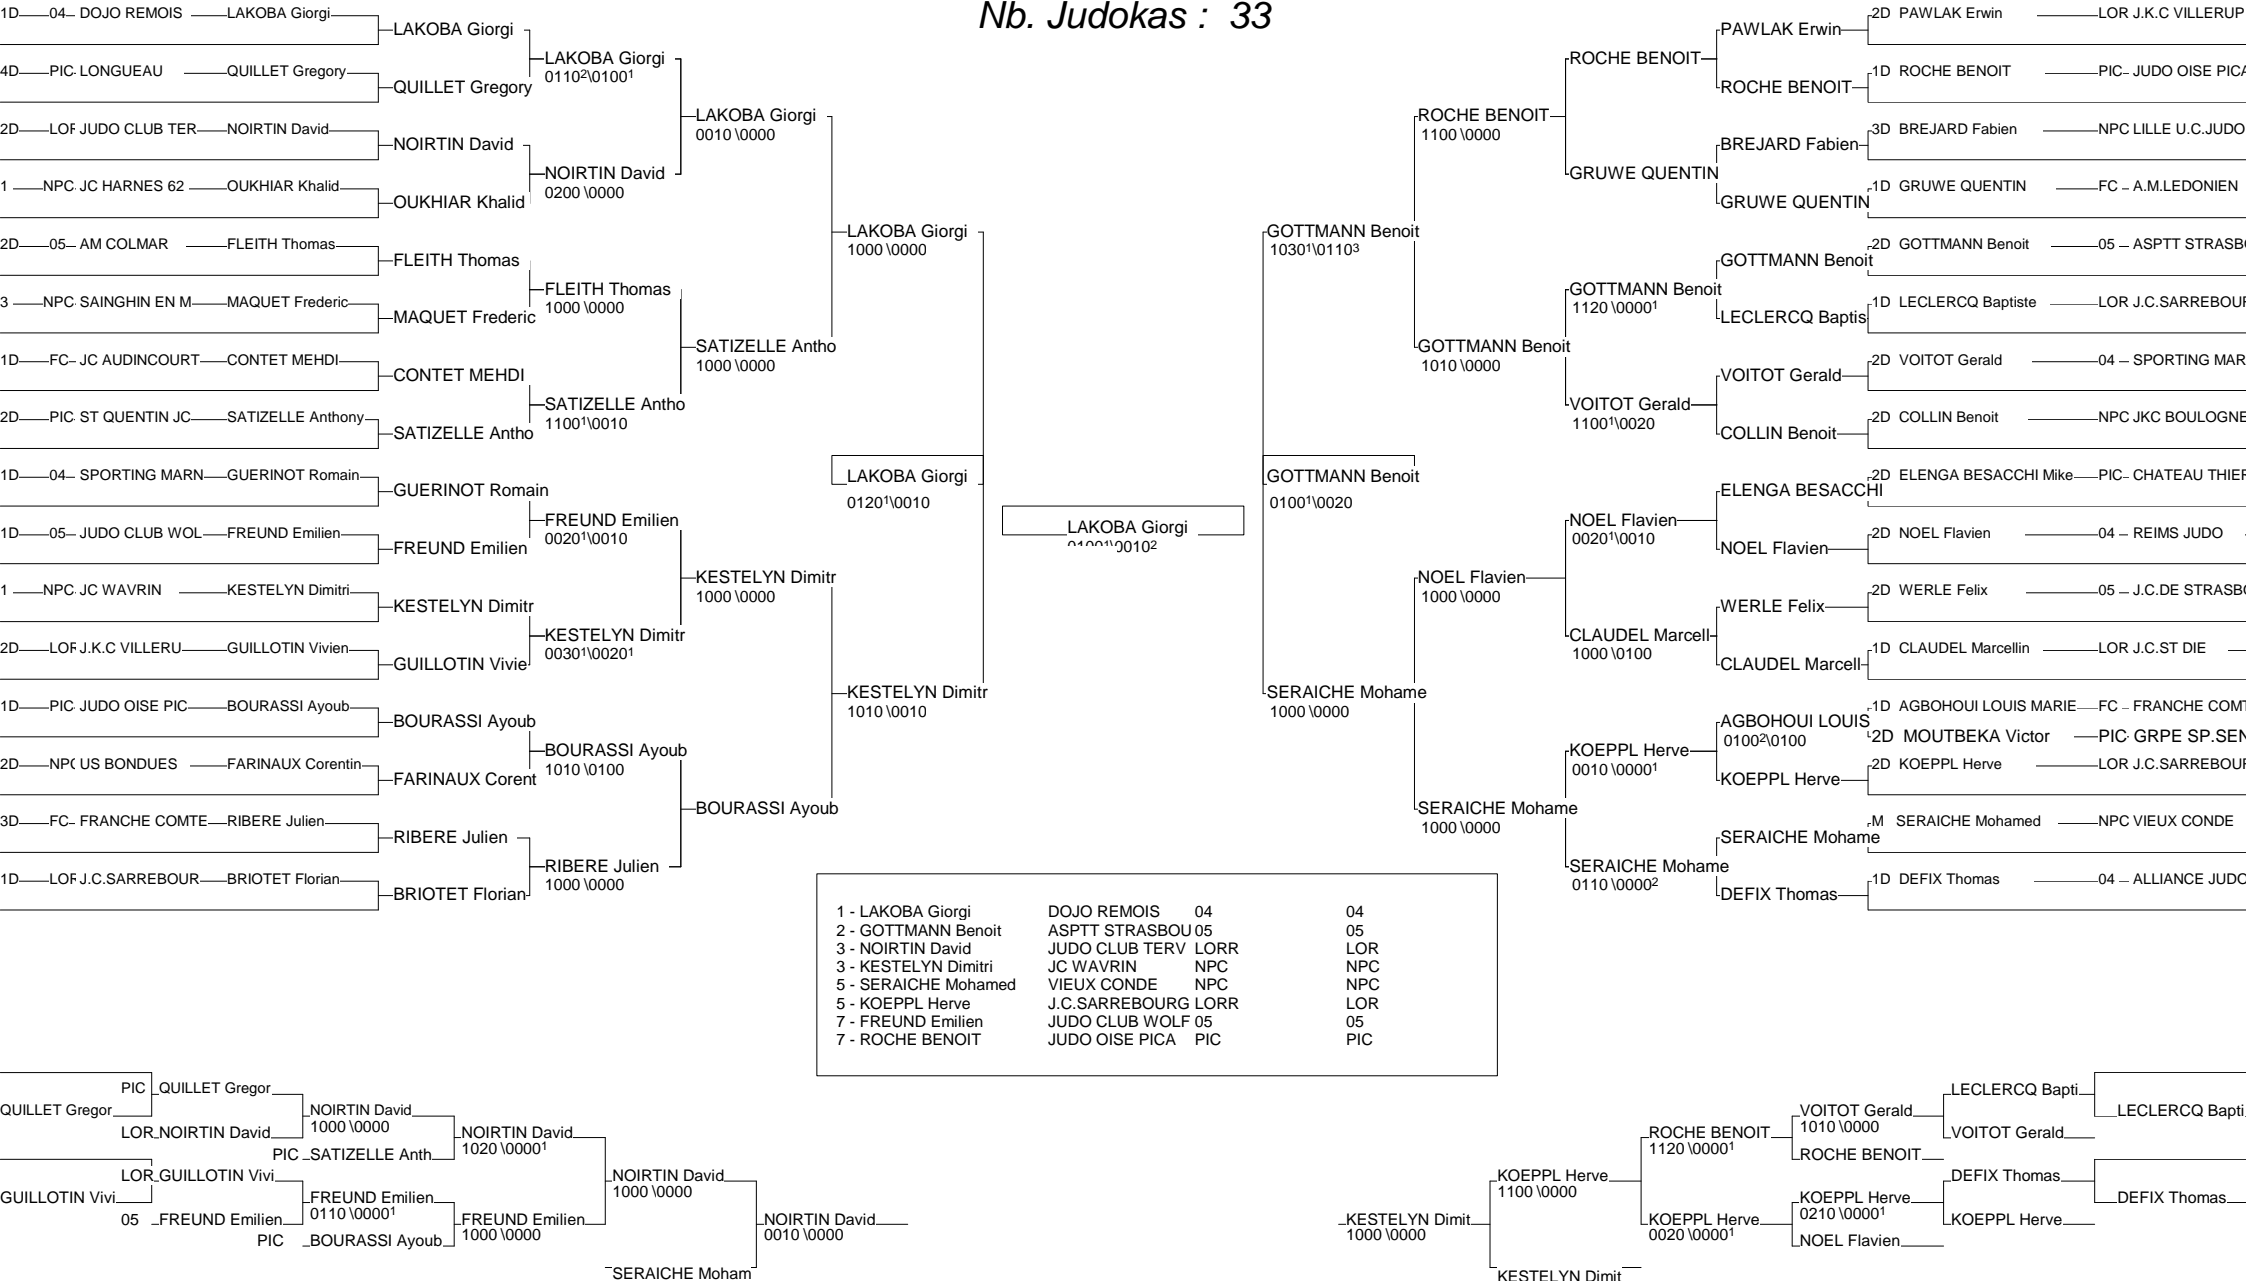 Nb. Judokas : 33
1D 04 DOJO REMOIS LAKOBA Giorgi
4D PIC LONGUEAU QUILLET Gregory
2D LOR JUDO CLUB TER NOIRTIN David
1 NPC JC HARNES 62 OUKHIAR Khalid
2D 05 AM COLMAR FLEITH Thomas
3 NPC SAINGHIN EN M MAQUET Frederic
1D FC JC AUDINCOURT CONTET MEHDI
2D PIC ST QUENTIN JC SATIZELLE Anthony
1D 04 SPORTING MARN GUERINOT Romain
1D 05 JUDO CLUB WOL FREUND Emilien
1 NPC JC WAVRIN KESTELYN Dimitri
2D LOR J.K.C VILLERU GUILLOTIN Vivien
1D PIC JUDO OISE PIC BOURASSI Ayoub
2D NPC US BONDUES FARINAUX Corentin
3D FC FRANCHE COMTE RIBERE Julien
1D LOR J.C.SARREBOUR BRIOTET Florian
LAKOBA Giorgi
QUILLET Gregory
NOIRTIN David
OUKHIAR Khalid
FLEITH Thomas
MAQUET Frederic
CONTET MEHDI
SATIZELLE Antho
GUERINOT Romain
FREUND Emilien
KESTELYN Dimitr
GUILLOTIN Vivie
BOURASSI Ayoub
FARINAUX Corent
RIBERE Julien
BRIOTET Florian
LAKOBA Giorgi
0110²\0100¹
NOIRTIN David
0200 \0000
FLEITH Thomas
1000 \0000
SATIZELLE Antho
1100¹\0010
FREUND Emilien
0020¹\0010
KESTELYN Dimitr
0030¹\0020¹
BOURASSI Ayoub
1010 \0100
RIBERE Julien
1000 \0000
LAKOBA Giorgi
0010 \0000
SATIZELLE Antho
1000 \0000
KESTELYN Dimitr
1000 \0000
BOURASSI Ayoub
LAKOBA Giorgi
1000 \0000
KESTELYN Dimitr
1010 \0010
LAKOBA Giorgi
0120¹\0010
LAKOBA Giorgi
0100¹\0010²
GOTTMANN Benoit
0100¹\0020
GOTTMANN Benoit
1030¹\0110³
SERAICHE Mohame
1000 \0000
ROCHE BENOIT
1100 \0000
GOTTMANN Benoit
1010 \0000
NOEL Flavien
1000 \0000
SERAICHE Mohame
1000 \0000
ROCHE BENOIT
GRUWE QUENTIN
GOTTMANN Benoit
1120 \0000¹
VOITOT Gerald
1100¹\0020
NOEL Flavien
0020¹\0010
CLAUDEL Marcell
1000 \0100
KOEPPL Herve
0010 \0000¹
SERAICHE Mohame
0110 \0000²
PAWLAK Erwin
ROCHE BENOIT
BREJARD Fabien
GRUWE QUENTIN
GOTTMANN Benoit
LECLERCQ Baptis
VOITOT Gerald
COLLIN Benoit
ELENGA BESACCHI
NOEL Flavien
WERLE Felix
CLAUDEL Marcell
AGBOHOUI LOUIS
0100²\0100
KOEPPL Herve
SERAICHE Mohame
DEFIX Thomas
2D PAWLAK Erwin LOR J.K.C VILLERUP
1D ROCHE BENOIT PIC JUDO OISE PICA
3D BREJARD Fabien NPC LILLE U.C.JUDO
1D GRUWE QUENTIN FC A.M.LEDONIEN
2D GOTTMANN Benoit 05 ASPTT STRASBO
1D LECLERCQ Baptiste LOR J.C.SARREBOUR
2D VOITOT Gerald 04 SPORTING MAR
2D COLLIN Benoit NPC JKC BOULOGNE
2D ELENGA BESACCHI Mike PIC CHATEAU THIER
2D NOEL Flavien 04 REIMS JUDO
2D WERLE Felix 05 J.C.DE STRASBO
1D CLAUDEL Marcellin LOR J.C.ST DIE
1D AGBOHOUI LOUIS MARIE FC FRANCHE COMT
2D MOUTBEKA Victor PIC GRPE SP.SEN
2D KOEPPL Herve LOR J.C.SARREBOUR
M SERAICHE Mohamed NPC VIEUX CONDE
1D DEFIX Thomas 04 ALLIANCE JUDO
1 - LAKOBA Giorgi DOJO REMOIS 04 04
2 - GOTTMANN Benoit ASPTT STRASBOU 05 05
3 - NOIRTIN David JUDO CLUB TERV LORR LOR
3 - KESTELYN Dimitri JC WAVRIN NPC NPC
5 - SERAICHE Mohamed VIEUX CONDE NPC NPC
5 - KOEPPL Herve J.C.SARREBOURG LORR LOR
7 - FREUND Emilien JUDO CLUB WOLF 05 05
7 - ROCHE BENOIT JUDO OISE PICA PIC PIC
QUILLET Gregor
GUILLOTIN Vivi
PIC QUILLET Gregor
LOR NOIRTIN David
LOR GUILLOTIN Vivi
05 FREUND Emilien
NOIRTIN David
1000 \0000
PIC SATIZELLE Anth
FREUND Emilien
0110 \0000¹
PIC BOURASSI Ayoub
NOIRTIN David
1020 \0000¹
FREUND Emilien
1000 \0000
NOIRTIN David
1000 \0000
SERAICHE Moham
NOIRTIN David
0010 \0000
KESTELYN Dimit
1000 \0000
KOEPPL Herve
1100 \0000
KESTELYN Dimit
ROCHE BENOIT
1120 \0000¹
KOEPPL Herve
0020 \0000¹
VOITOT Gerald
1010 \0000
ROCHE BENOIT
KOEPPL Herve
0210 \0000¹
NOEL Flavien
LECLERCQ Bapti
VOITOT Gerald
DEFIX Thomas
KOEPPL Herve
LECLERCQ Bapti
DEFIX Thomas